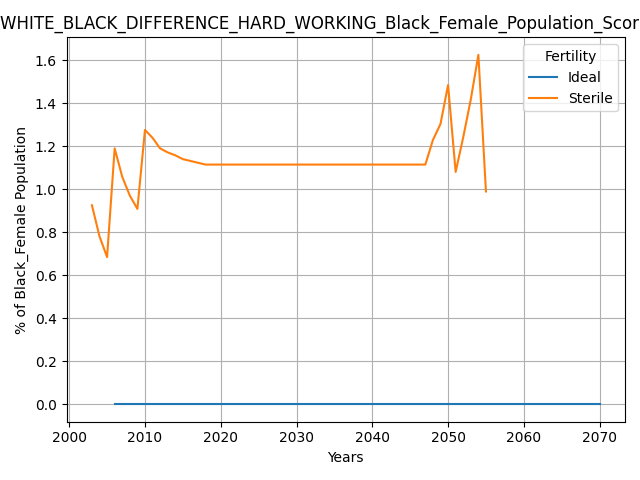 WHITE_BLACK_DIFFERENCE_HARD_WORKING_Black_Female_Population_Scor
% of Black_Female Population
1.6
1.4
1.2
1.0
0.8
0.6
0.4
0.2
0.0
Fertility
Ideal
Sterile
2000 2010 2020 2030 2040 2050 2060 2070
Years